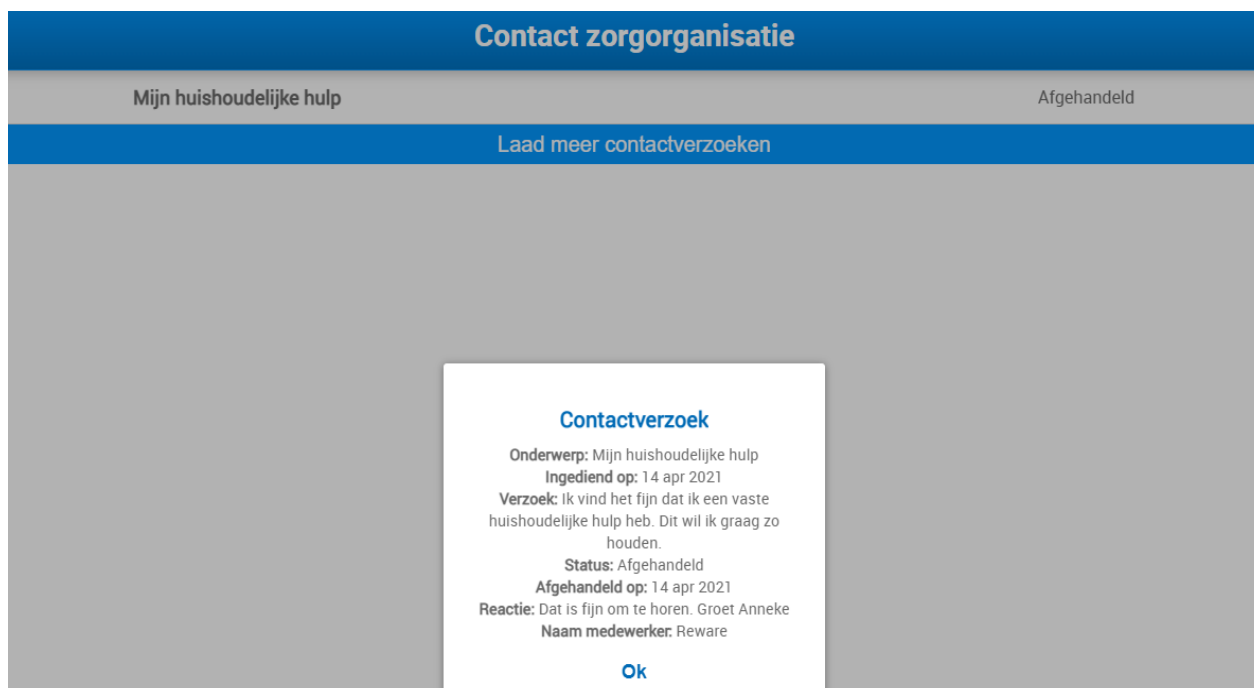 Contact zorgorganisatie
Mijn huishoudelijke hulp
Afgehandeld
Laad meer contactverzoeken
Contactverzoek
Onderwerp: Mijn huishoudelijke hulp
Ingediend op: 14 apr 2021
Verzoek: Ik vind het fijn dat ik een vaste
huishoudelijke hulp heb. Dit wil ik graag zo
houden.
Status: Afgehandeld
Afgehandeld op: 14 apr 2021
Reactie: Dat is fijn om te horen. Groet Anneke
Naam medewerker: Reware
Ok